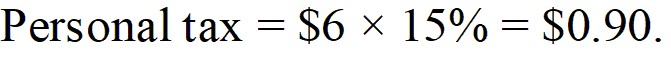 Personal tax = $6 × 15% = $0.90.